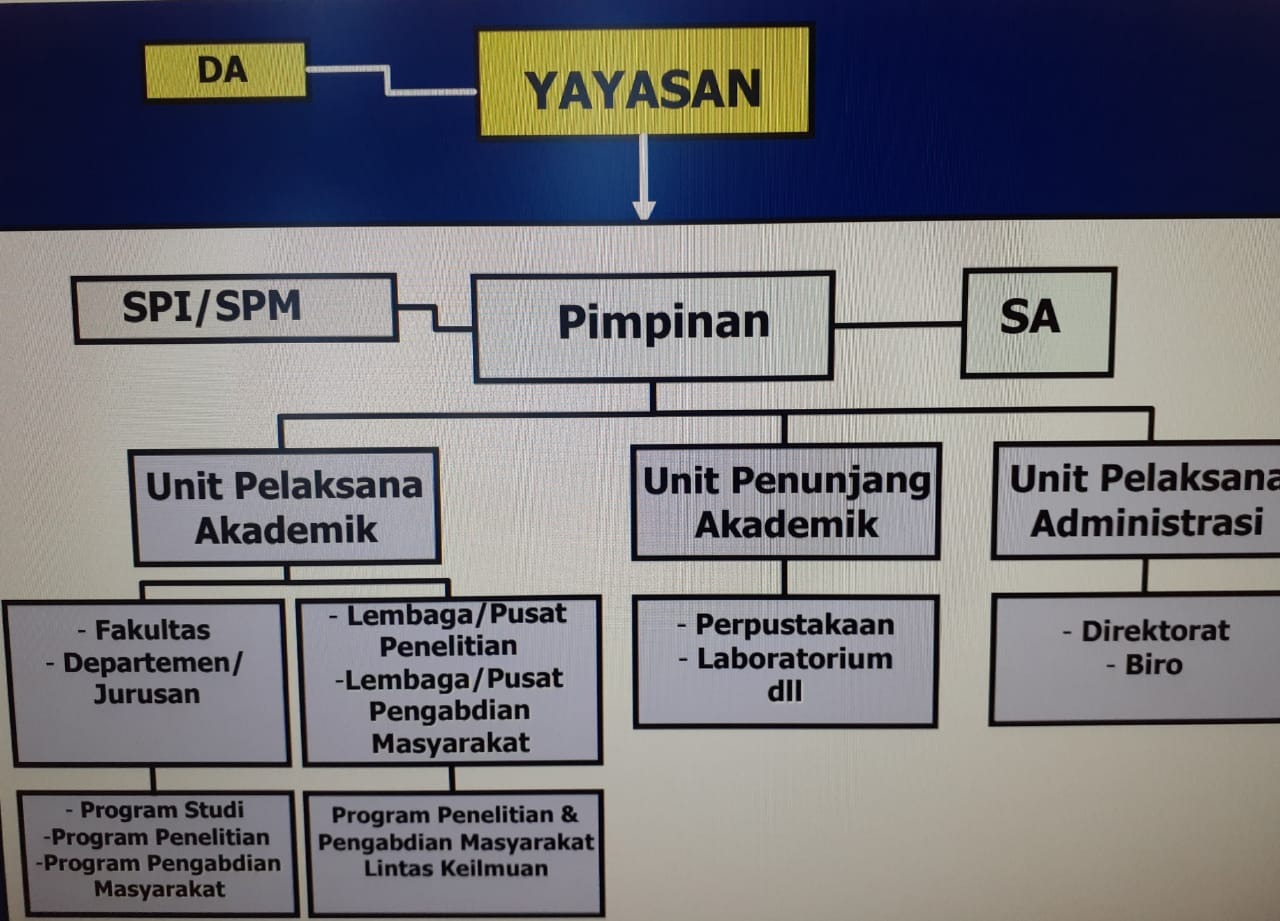 DA
YAYASAN
SPI/SPM
Pimpinan
SA
Unit Pelaksana
Akademik
Unit Penunjang
Akademik
Unit Pelaksana
Administrasi
- Fakultas
- Departemen/
Jurusan
- Lembaga/Pusat
Penelitian
-Lembaga/Pusat
Pengabdian
Masyarakat
- Perpustakaan
- Laboratorium
dll
- Direktorat
- Biro
- Program Studi
-Program Penelitian
-Program Pengabdian
Masyarakat
Program Penelitian &
Pengabdian Masyarakat
Lintas Keilmuan